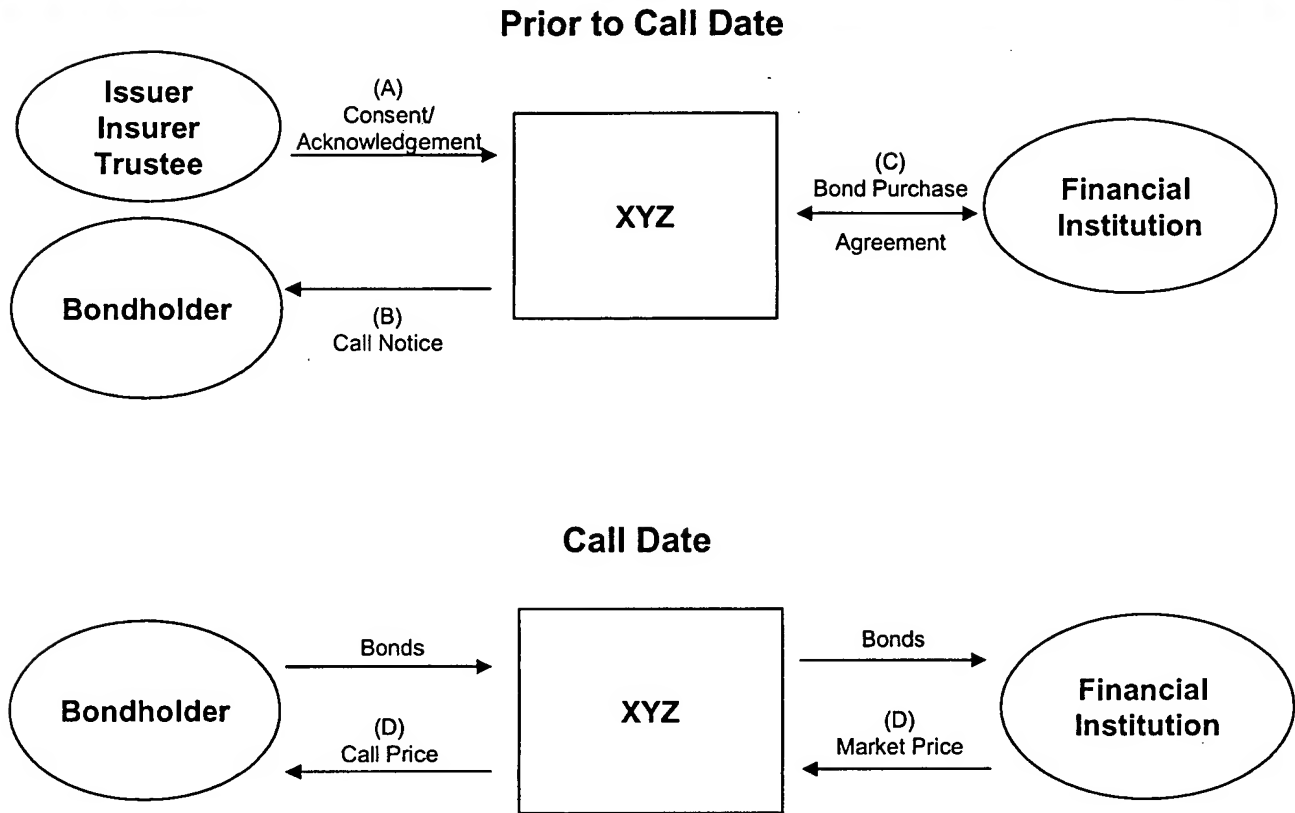 Prior to Call Date
Issuer
Insurer
Trustee
(A)
Consent/
Acknowledgement
XYZ
(C)
Bond Purchase
Agreement
Financial
Institution
Bondholder
(B)
Call Notice
Call Date
Bondholder
Bonds
(D)
Call Price
XYZ
Bonds
(D)
Market Price
Financial
Institution